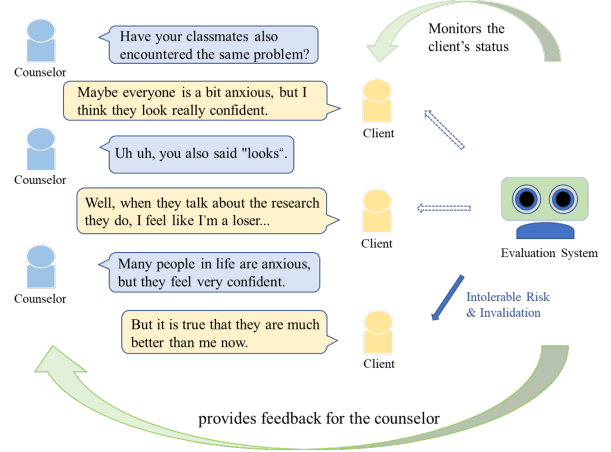 Monitors the
client's status
Have your classmates also
encountered the same problem?
Counselor
Maybe everyone is a bit anxious, but I
think they look really confident.
Client
Uh uh, you also said "looks“.
Counselor
Well, when they talk about the research
they do, I feel like I'm a loser...
Client
Evaluation System
Many people in life are anxious,
but they feel very confident.
Counselor
Intolerable Risk
& Invalidation
But it is true that they are much
better than me now.
Client
provides feedback for the counselor